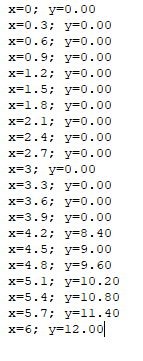 x=0; y=0.00
x=0.3; y=0.00
x=0.6; y=0.00
x=0.9; y=0.00
x=1.2; y=0.00
x=1.5; y=0.00
x=1.8; y=0.00
x=2.1; y=0.00
x=2.4; y=0.00
x=2.7; y=0.00
x=3; y=0.00
x=3.3; y=0.00
x=3.6; y=0.00
x=3.9; y=0.00
x=4.2; y=8.40
x=4.5; y=9.00
x=4.8; y=9.60
x=5.1; y=10.20
x=5.4; y=10.80
x=5.7; y=11.40
x=6; y=12.00